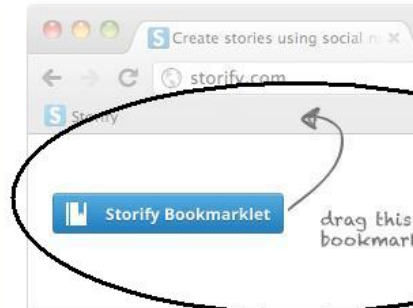 S Create stories using social n
storify.com
S Storify
Storify Bookmarklet
drag this
bookmark